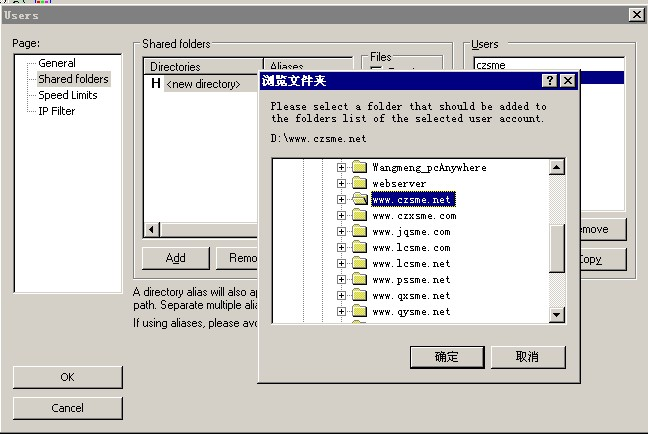 Users
Page:
General
Shared folders
Speed Limits
IP Filter
OK
Cancel
Shared folders
Directories
Aliases
H <new directory>
Add
Remo
A directory alias will also ap
path. Separate multiple alia
If using aliases, please avo
Files
Users
czsme
emove
Copy
浏览文件夹
Please select a folder that should be added to
the folders list of the selected user account.
D:\www.czsme.net
Wangmeng_pcAnywhere
webserver
www.czsme.net
www.czxsme.com
www.jqsme.com
www.lcsme.com
www.lcsme.net
www.pssme.net
www.qxsme.net
www.qysme.net
确定
取消